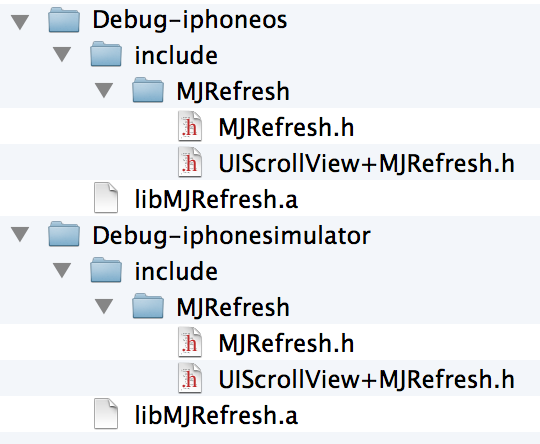 Debug-iphoneos
include
MJRefresh
.h MJRefresh.h
.h UIScrollView+MJRefresh.h
libMJRefresh.a
Debug-iphonesimulator
include
MJRefresh
.h MJRefresh.h
.h UIScrollView+MJRefresh.h
libMJRefresh.a